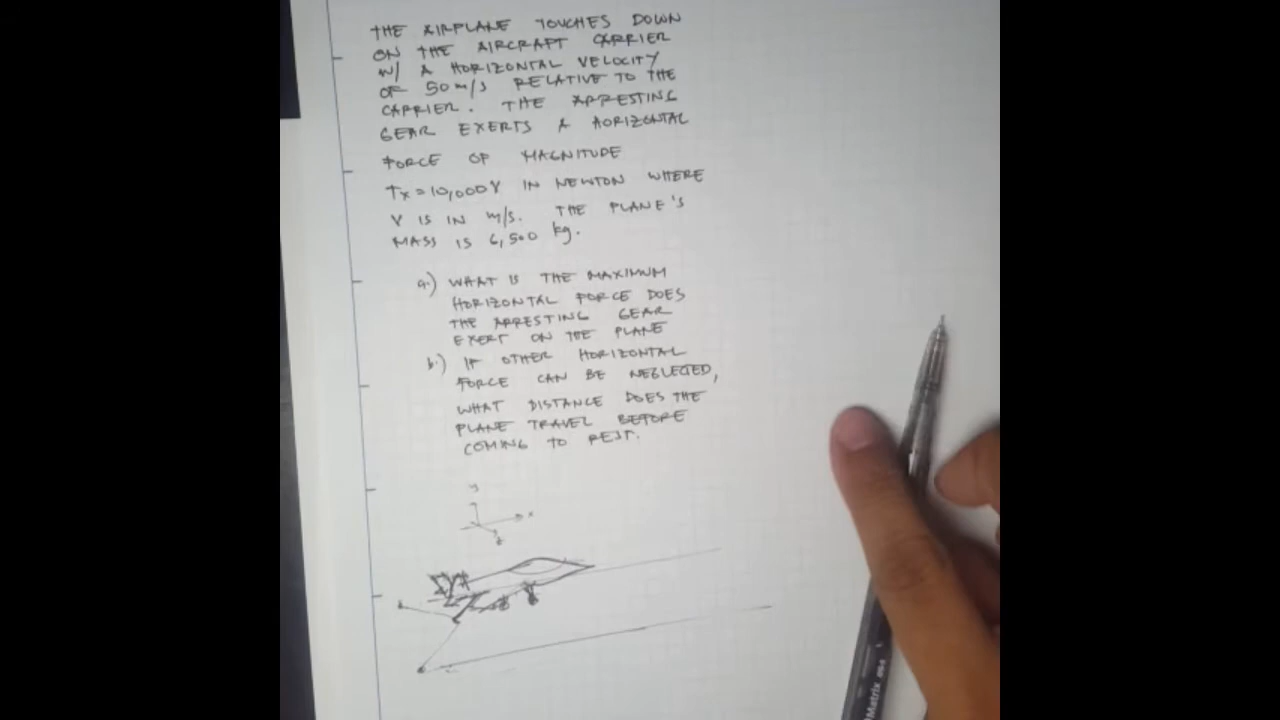 THE AIRPLANE TOUCHES DOWN
ON THE AIRCRAFT CARRIER
W/ A HORIZONTAL VELOCITY
OF 50 m/s RELATIVE TO THE
CARRIER. THE ARRESTING
GEAR EXERTS A HORIZONTAL
FORCE OF MAGNITUDE
Tx = 10,000V IN NEWTON WHERE
V IS IN m/s. THE PLANE'S
MASS IS 6,500 kg.
a.) WHAT IS THE MAXIMUM
HORIZONTAL FORCE DOES
THE ARRESTING GEAR
EXERT ON THE PLANE
b.) IF OTHER HORIZONTAL
FORCE CAN BE NEGLECTED,
WHAT DISTANCE DOES THE
PLANE TRAVEL BEFORE
COMING TO REST.
y
x
z
Matrix